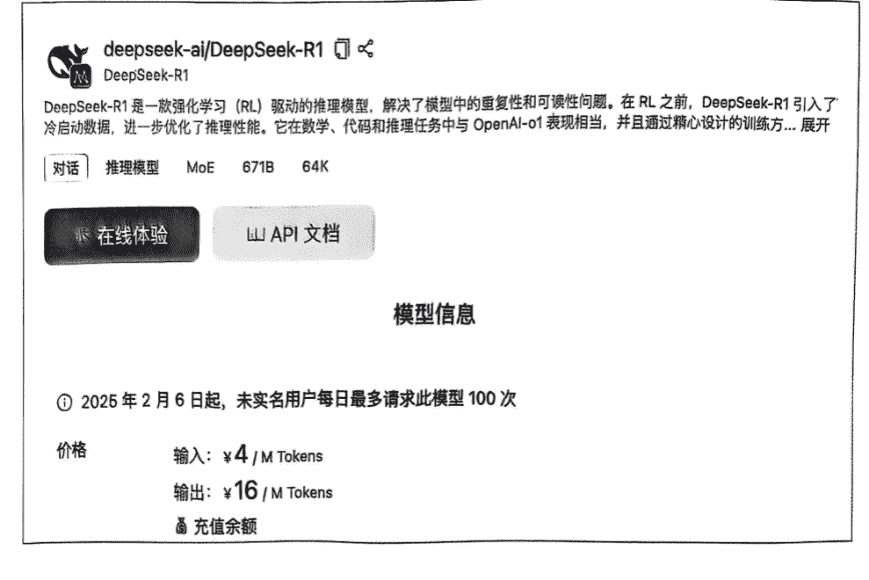 deepseek-ai/DeepSeek-R1
DeepSeek-R1
DeepSeek-R1 是一款强化学习（RL）驱动的推理模型，解决了模型中的重复性和可读性问题。在 RL 之前，DeepSeek-R1 引入了
冷启动数据，进一步优化了推理性能。它在数学、代码和推理任务中与 OpenAI-o1 表现相当，并且通过精心设计的训练方... 展开
对话 推理模型 MoE 671B 64K
在线体验 API 文档
模型信息
2025 年 2 月 6 日起，未实名用户每日最多请求此模型 100 次
价格 输入：¥4 / M Tokens
输出：¥16 / M Tokens
充值余额